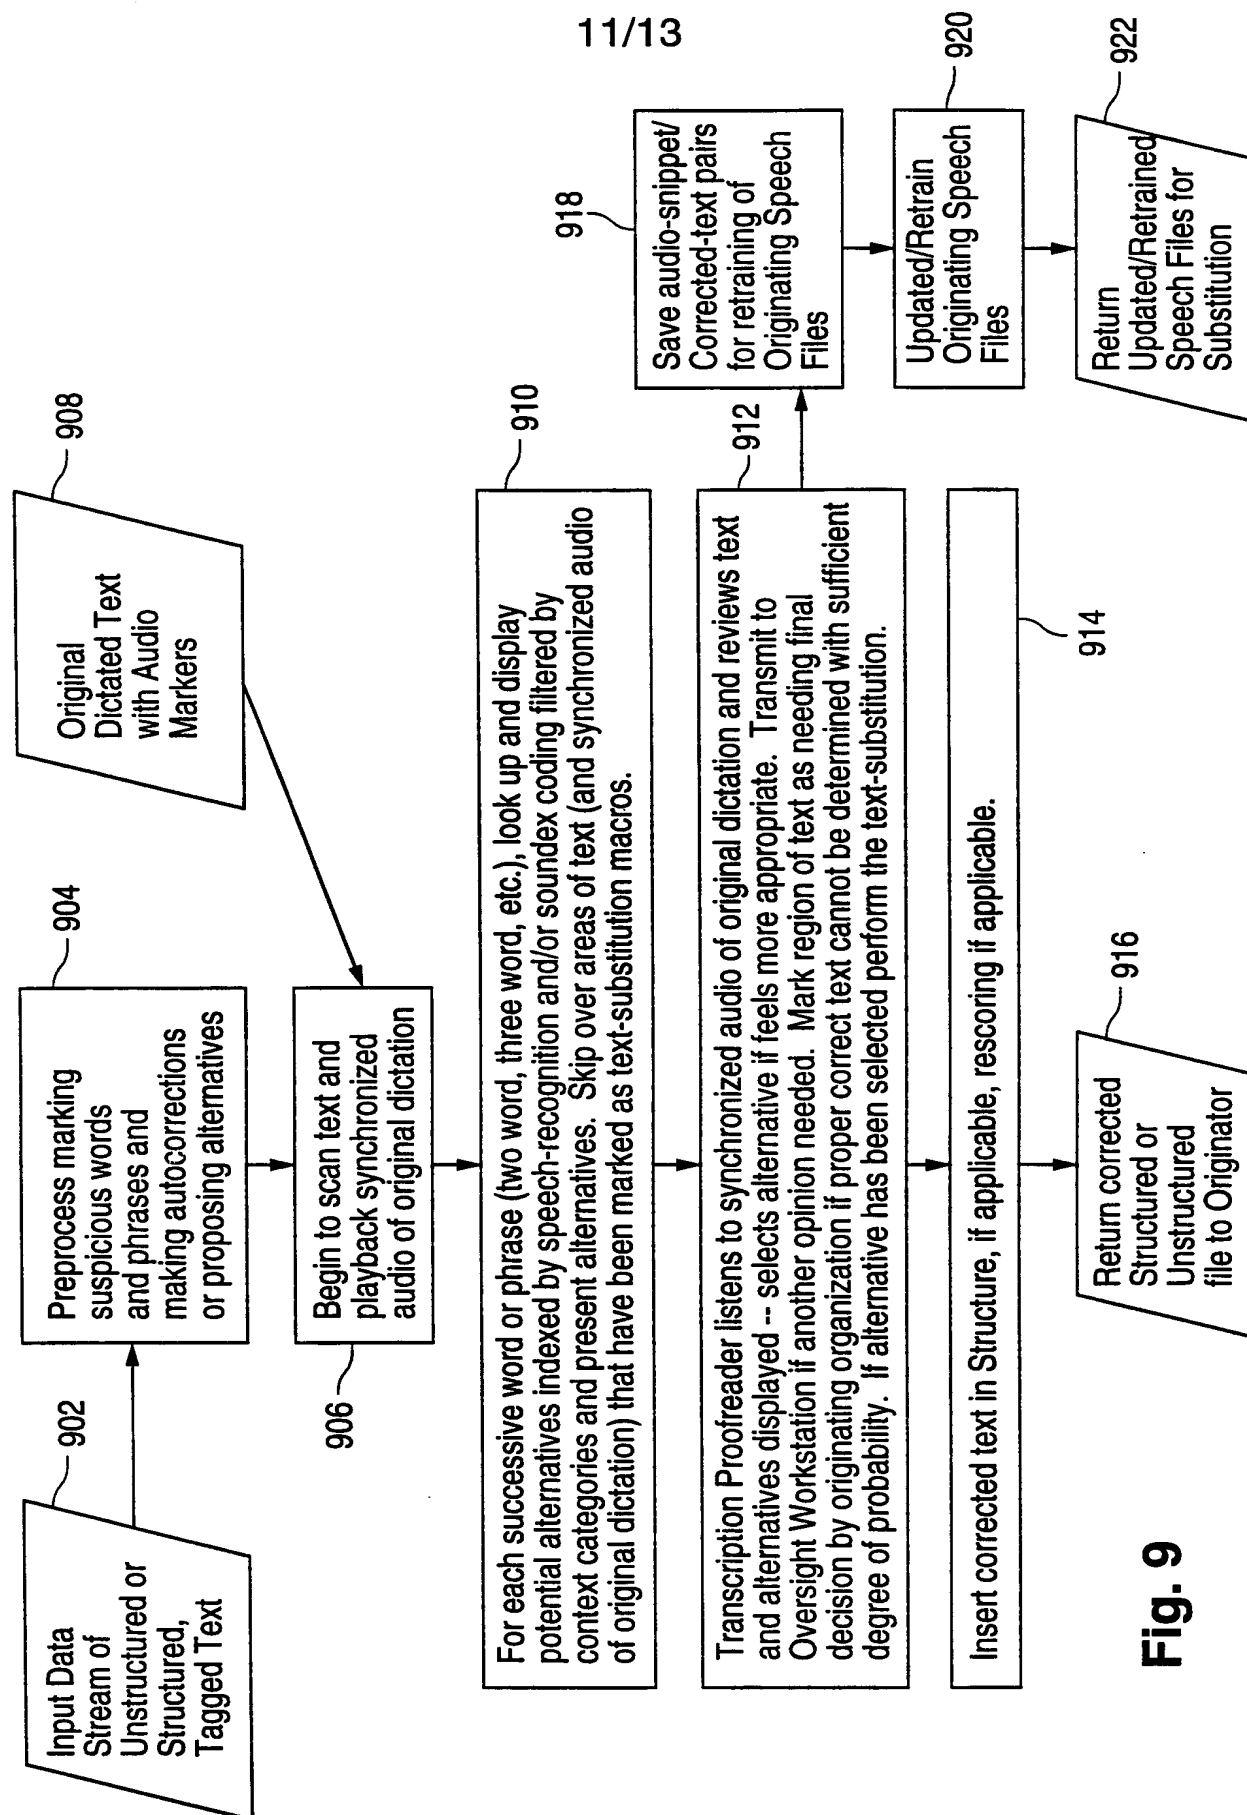 11/13
902
Input Data
Stream of
Unstructured or
Structured,
Tagged Text
904
Preprocess marking
suspicious words
and phrases and
making autocorrections
or proposing alternatives
908
Original
Dictated Text
with Audio
Markers
906
Begin to scan text and
playback synchronized
audio of original dictation
910
For each successive word or phrase (two word, three word, etc.), look up and display
potential alternatives indexed by speech-recognition and/or soundex coding filtered by
context categories and present alternatives. Skip over areas of text (and synchronized audio
of original dictation) that have been marked as text-substitution macros.
912
Transcription Proofreader listens to synchronized audio of original dictation and reviews text
and alternatives displayed -- selects alternative if feels more appropriate. Transmit to
Oversight Workstation if another opinion needed. Mark region of text as needing final
decision by originating organization if proper correct text cannot be determined with sufficient
degree of probability. If alternative has been selected perform the text-substitution.
914
Insert corrected text in Structure, if applicable, rescoring if applicable.
916
Return corrected
Structured or
Unstructured
file to Originator
918
Save audio-snippet/
Corrected-text pairs
for retraining of
Originating Speech
Files
920
Updated/Retrain
Originating Speech
Files
922
Return
Updated/Retrained
Speech Files for
Substitution
Fig. 9